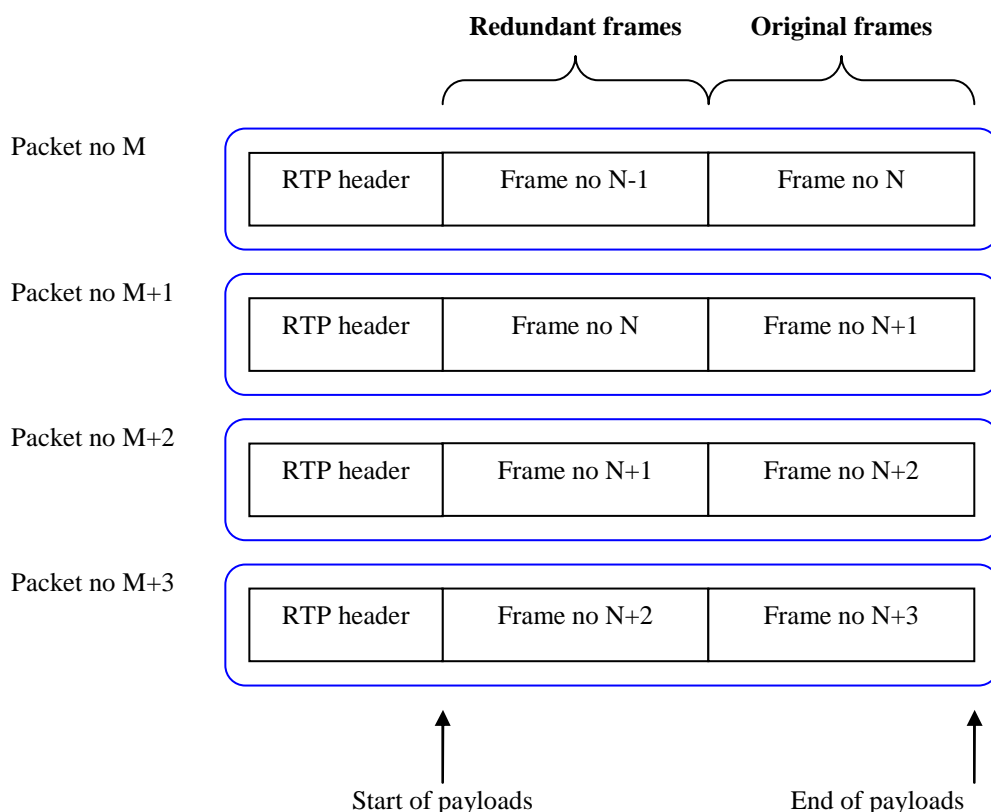 Redundant frames Original frames
Packet no M
RTP header Frame no N-1 Frame no N
Packet no M+1
RTP header Frame no N Frame no N+1
Packet no M+2
RTP header Frame no N+1 Frame no N+2
Packet no M+3
RTP header Frame no N+2 Frame no N+3
Start of payloads End of payloads